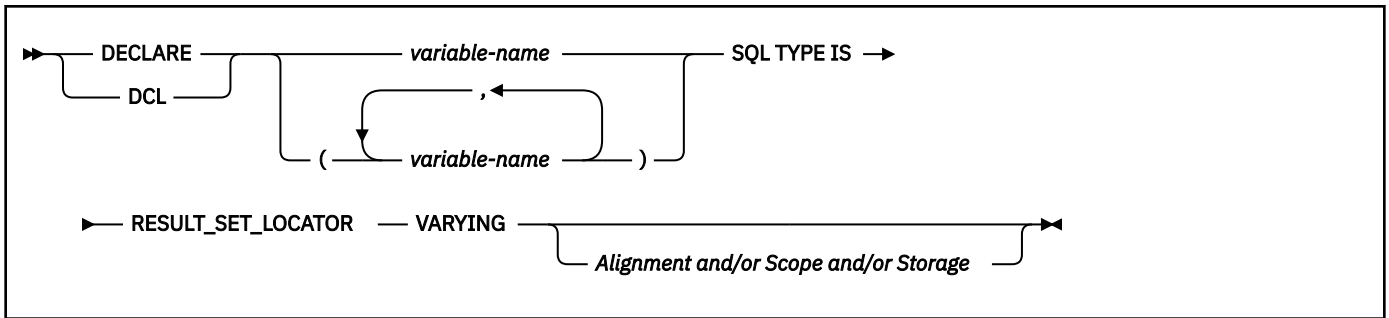 DECLARE variable-name SQL TYPE IS
DCL
,
( variable-name )
RESULT_SET_LOCATOR VARYING
Alignment and/or Scope and/or Storage